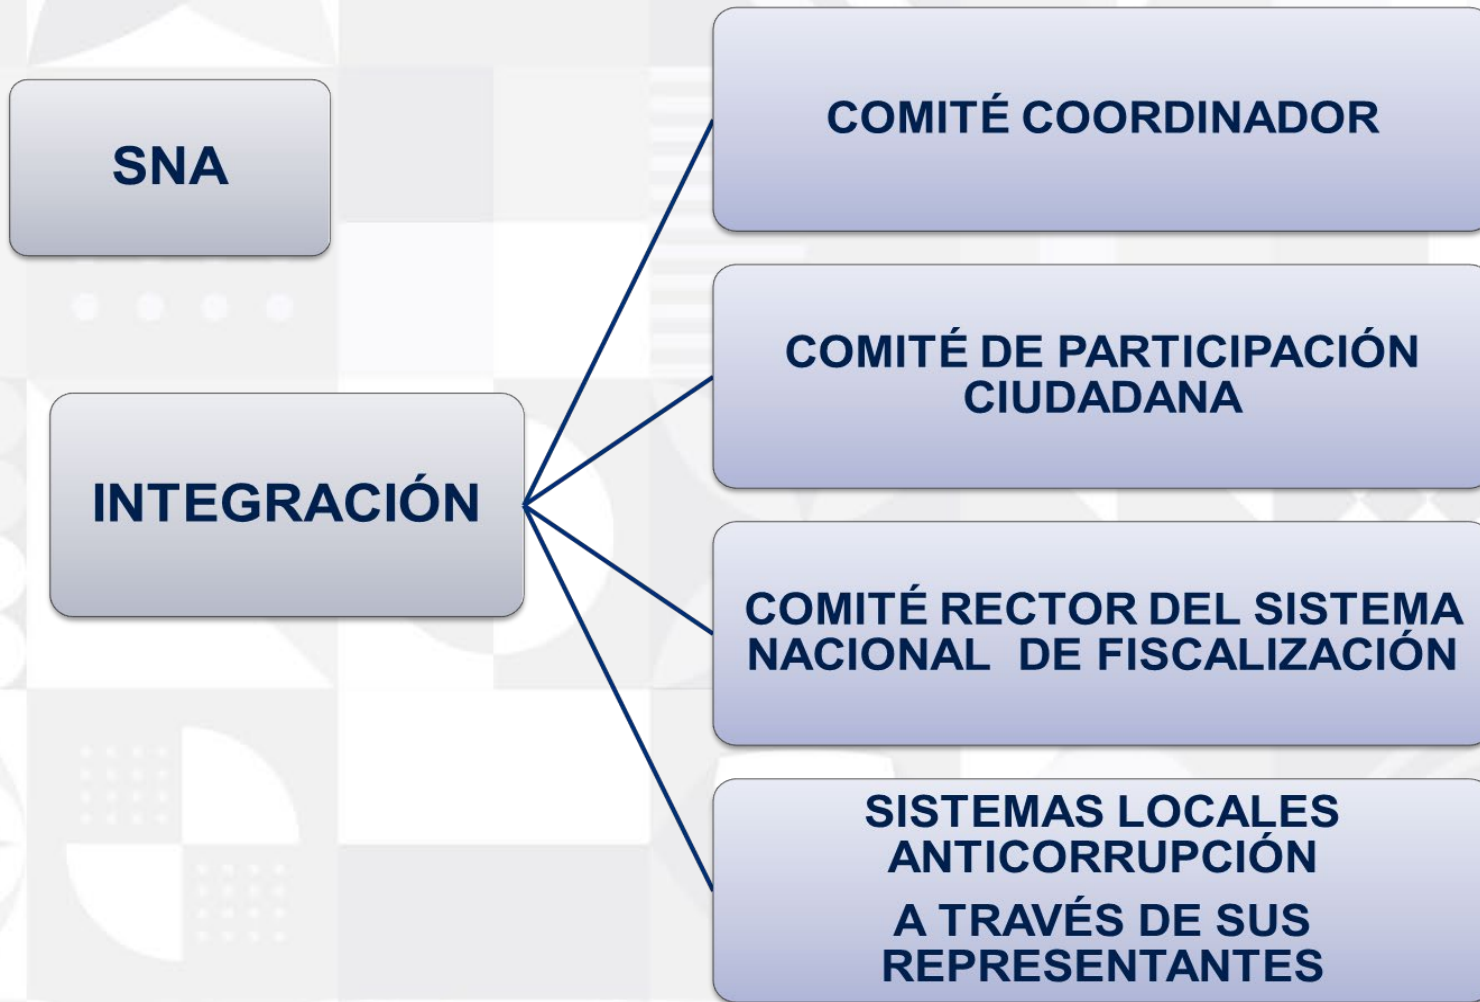 SNA
INTEGRACIÓN
COMITÉ COORDINADOR
COMITÉ DE PARTICIPACIÓN
CIUDADANA
COMITÉ RECTOR DEL SISTEMA
NACIONAL DE FISCALIZACIÓN
SISTEMAS LOCALES
ANTICORRUPCIÓN
A TRAVÉS DE SUS
REPRESENTANTES